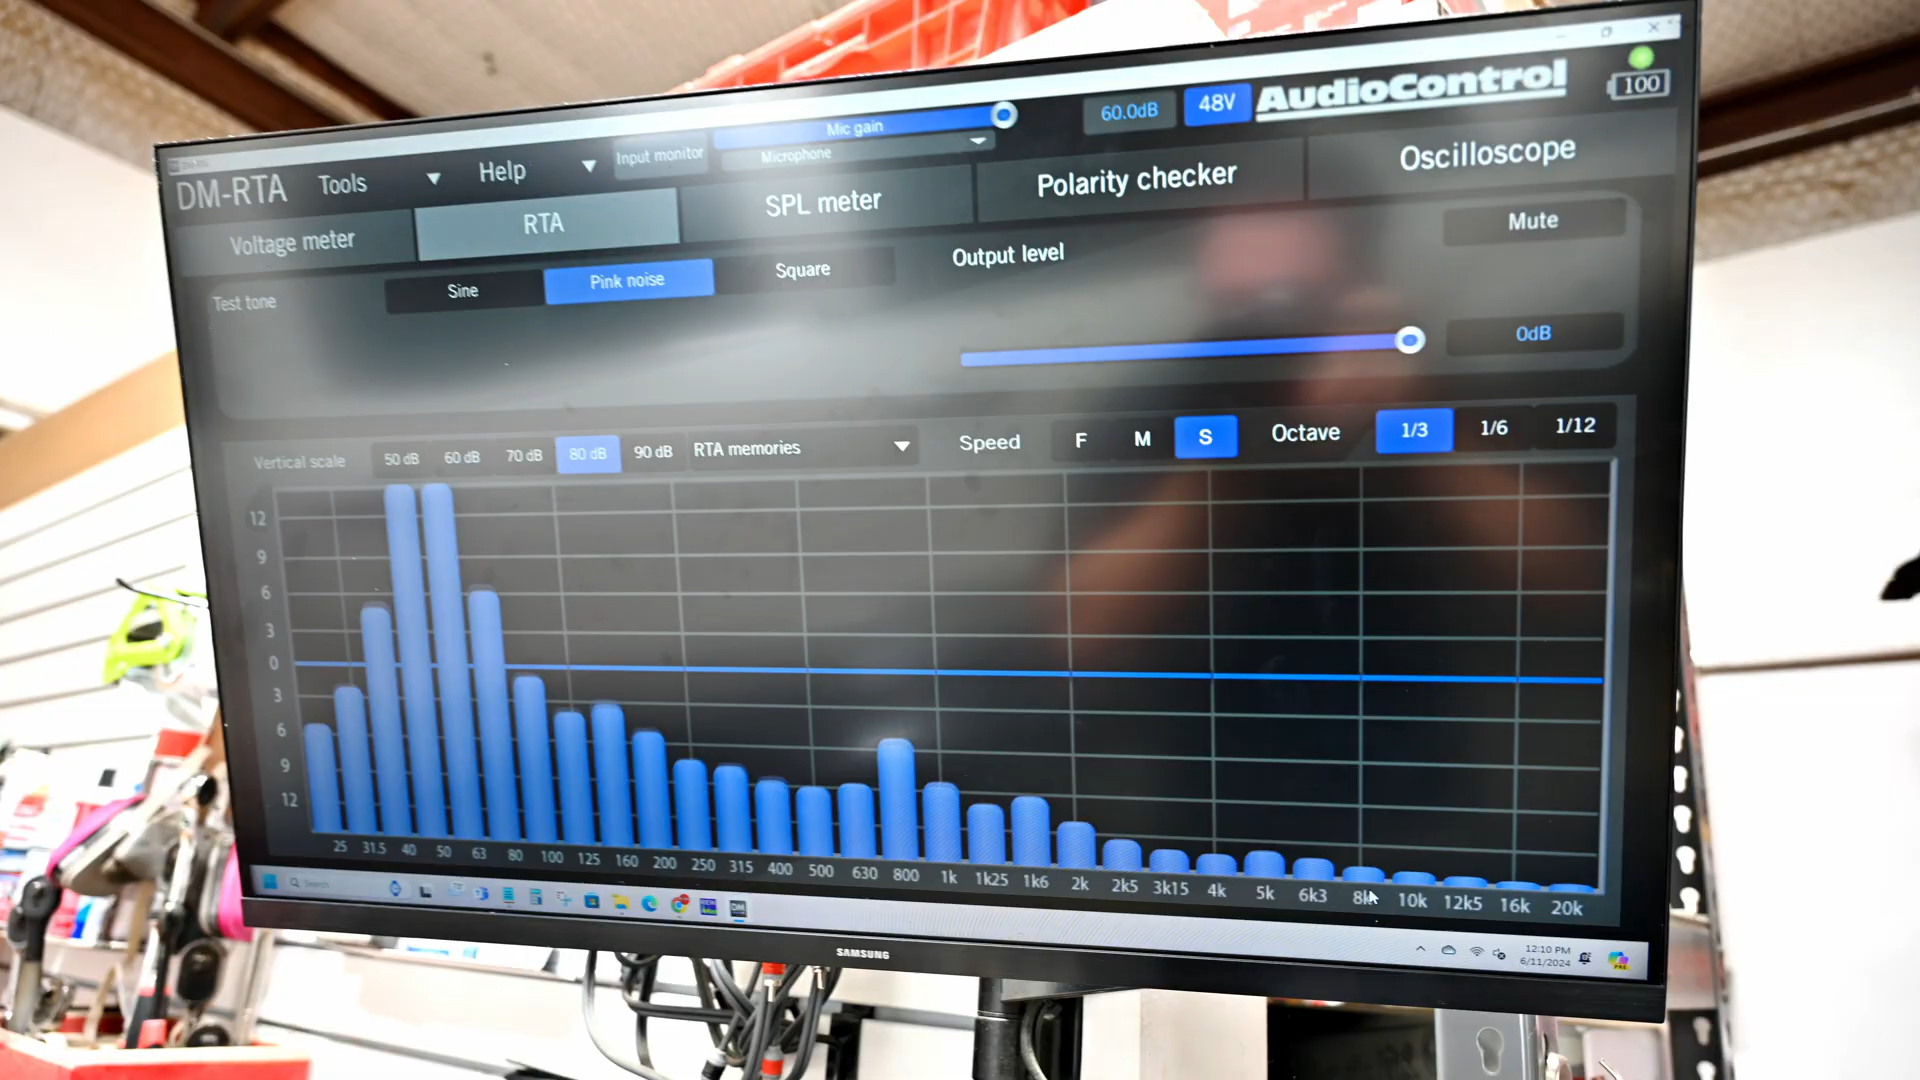 Mic gain
60.0dB
48V
AudioControl
100
DM-RTA
Tools
Help
Input monitor
Microphone
Voltage meter
RTA
SPL meter
Polarity checker
Oscilloscope
Test tone
Sine
Pink noise
Square
Output level
Mute
0dB
Vertical scale
50 dB
60 dB
70 dB
80 dB
90 dB
RTA memories
Speed
F
M
S
Octave
1/3
1/6
1/12
12
9
6
3
0
3
6
9
12
25 31.5 40 50 63 80 100 125 160 200 250 315 400 500 630 800 1k 1k25 1k6 2k 2k5 3k15 4k 5k 6k3 8k 10k 12k5 16k 20k
Search
12:10 PM
6/11/2024
SAMSUNG